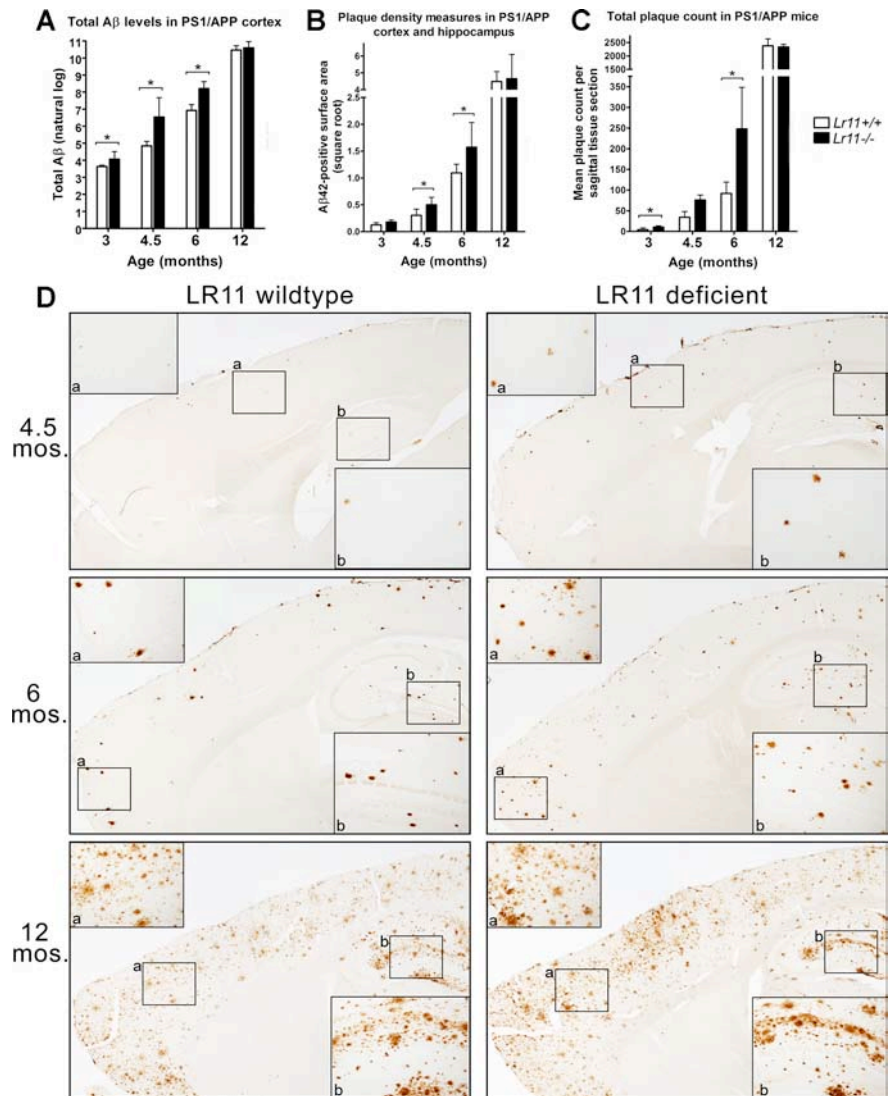 A
Total Aβ levels in PS1/APP cortex
Total Aβ (natural log)
11
10
9
8
7
6
5
4
3
2
1
0
*
*
*
3 4.5 6 12
Age (months)
B
Plaque density measures in PS1/APP
cortex and hippocampus
Aβ42-positive surface area
(square root)
6
5
4
2.5
2.0
1.5
1.0
0.5
0.0
*
*
3 4.5 6 12
Age (months)
C
Total plaque count in PS1/APP mice
Mean plaque count per
sagittal tissue section
2500
2000
1500
1000
500
350
300
250
200
150
100
50
0
*
*
3 4.5 6 12
Age (months)
Lr11+/+
Lr11-/-
D
LR11 wildtype
LR11 deficient
4.5
mos.
a
a
b
b
a
a
b
b
6
mos.
a
b
a
b
a
b
a
b
12
mos.
a
a
b
b
a
a
b
b